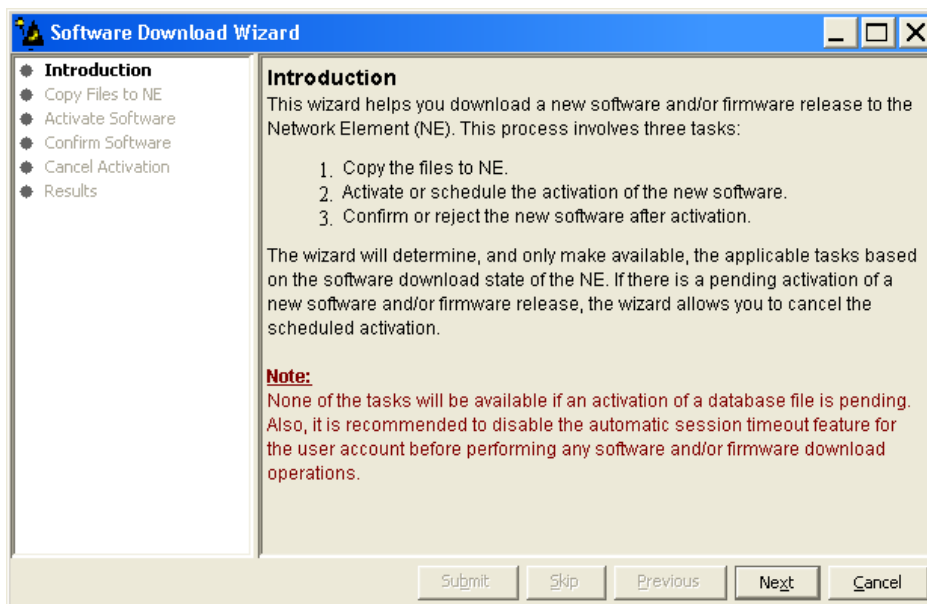 Software Download Wizard
Introduction
Copy Files to NE
Activate Software
Confirm Software
Cancel Activation
Results
Introduction
This wizard helps you download a new software and/or firmware release to the
Network Element (NE). This process involves three tasks:
1. Copy the files to NE.
2. Activate or schedule the activation of the new software.
3. Confirm or reject the new software after activation.
The wizard will determine, and only make available, the applicable tasks based
on the software download state of the NE. If there is a pending activation of a
new software and/or firmware release, the wizard allows you to cancel the
scheduled activation.
Note:
None of the tasks will be available if an activation of a database file is pending.
Also, it is recommended to disable the automatic session timeout feature for
the user account before performing any software and/or firmware download
operations.
Submit Skip Previous Next Cancel